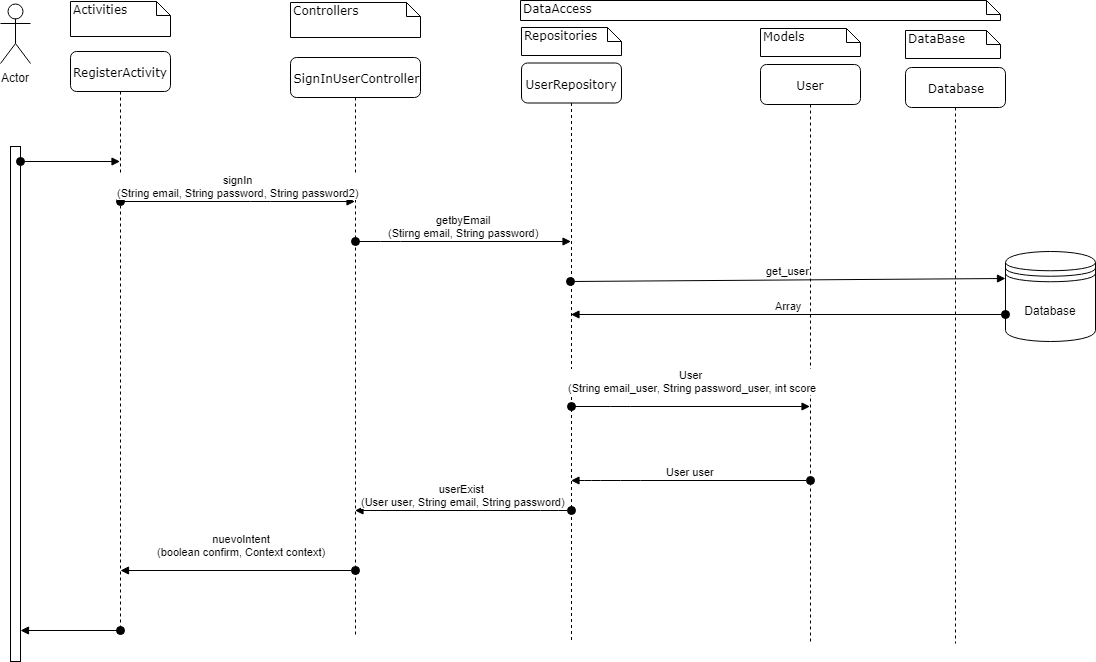 Activities
Controllers
DataAccess
Repositories
Models
DataBase
Actor
RegisterActivity
SignInUserController
UserRepository
User
Database
signIn
(String email, String password, String password2)
getbyEmail
(Stirng email, String password)
get_user
Array
Database
User
(String email_user, String password_user, int score
User user
userExist
(User user, String email, String password)
nuevoIntent
(boolean confirm, Context context)